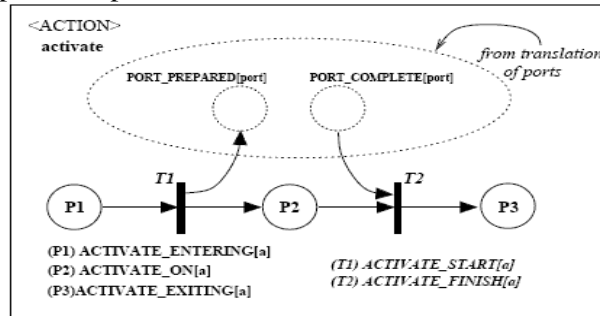 <ACTION>
activate
from translation
of ports
PORT_PREPARED[port]
PORT_COMPLETE[port]
T1
T2
P1
P2
P3
(P1) ACTIVATE_ENTERING[a]
(P2) ACTIVATE_ON[a]
(P3)ACTIVATE_EXITING[a]
(T1) ACTIVATE_START[a]
(T2) ACTIVATE_FINISH[a]